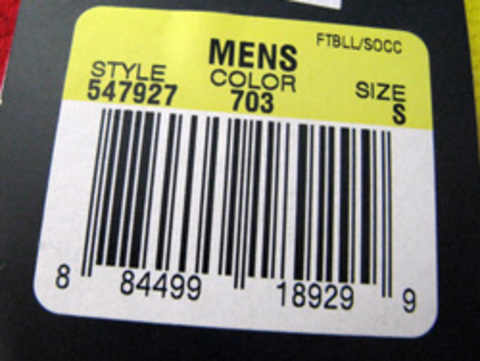 FTBLL/SOCC
MENS
STYLE COLOR SIZE
547927 703 S
8 84499 18929 9